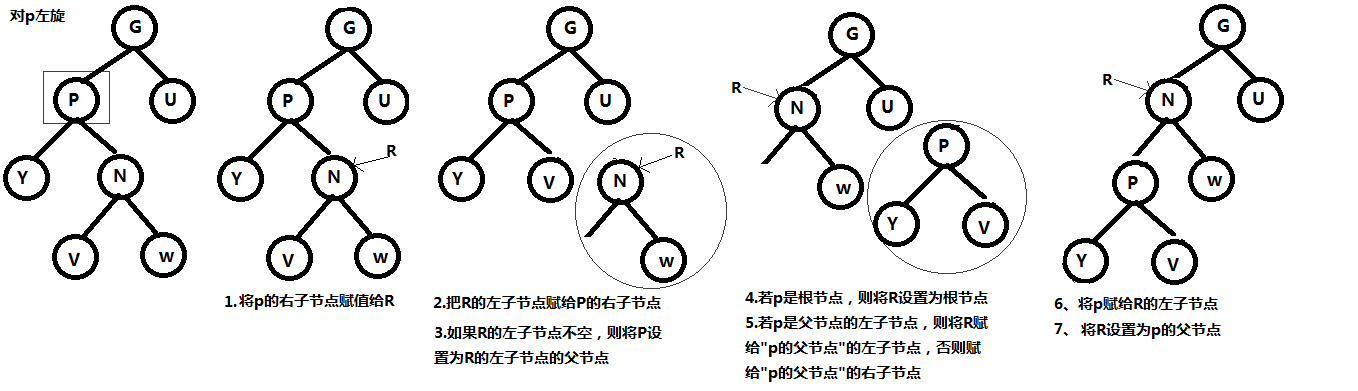 对p左旋
G
P
U
Y
N
V
w
G
P
U
R
Y
N
V
w
1.将p的右子节点赋值给R
G
P
U
R
Y
V
N
w
2.把R的左子节点赋给P的右子节点
3.如果R的左子节点不空，则将P设
置为R的左子节点的父节点
G
R
N
U
P
w
Y
V
4.若p是根节点，则将R设置为根节点
5.若p是父节点的左子节点，则将R赋
给"p的父节点"的左子节点，否则赋
给"p的父节点"的右子节点
G
R
N
U
P
w
Y
V
6、将p赋给R的左子节点
7、将R设置为p的父节点